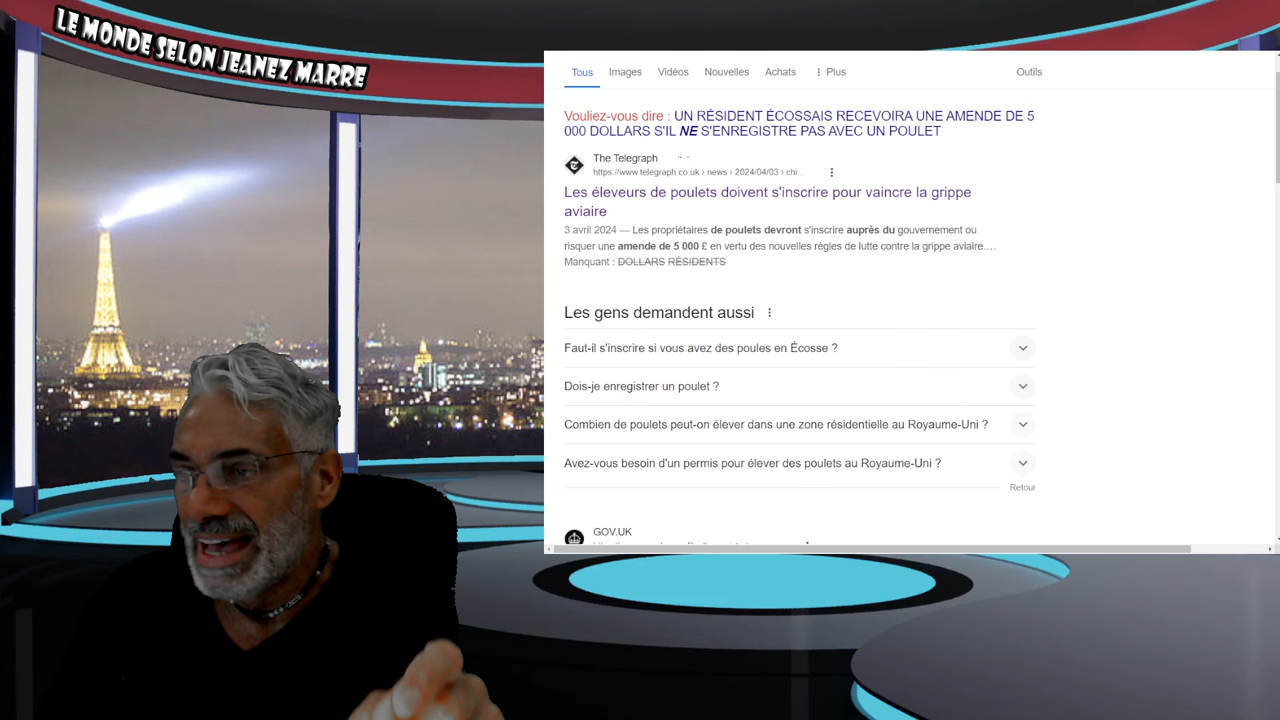 LE MONDE SELON JEANEZ MARRE
Tous Images Vidéos Nouvelles Achats Plus Outils
Vouliez-vous dire : UN RÉSIDENT ÉCOSSAIS RECEVOIRA UNE AMENDE DE 5
000 DOLLARS S'IL NE S'ENREGISTRE PAS AVEC UN POULET
The Telegraph
https://www.telegraph.co.uk › news › 2024/04/03 › chi...
Les éleveurs de poulets doivent s'inscrire pour vaincre la grippe
aviaire
3 avril 2024 — Les propriétaires de poulets devront s'inscrire auprès du gouvernement ou
risquer une amende de 5 000 £ en vertu des nouvelles règles de lutte contre la grippe aviaire....
Manquant : DOLLARS RÉSIDENTS
Les gens demandent aussi
Faut-il s'inscrire si vous avez des poules en Écosse ?
Dois-je enregistrer un poulet ?
Combien de poulets peut-on élever dans une zone résidentielle au Royaume-Uni ?
Avez-vous besoin d'un permis pour élever des poulets au Royaume-Uni ?
Retour
GOV.UK